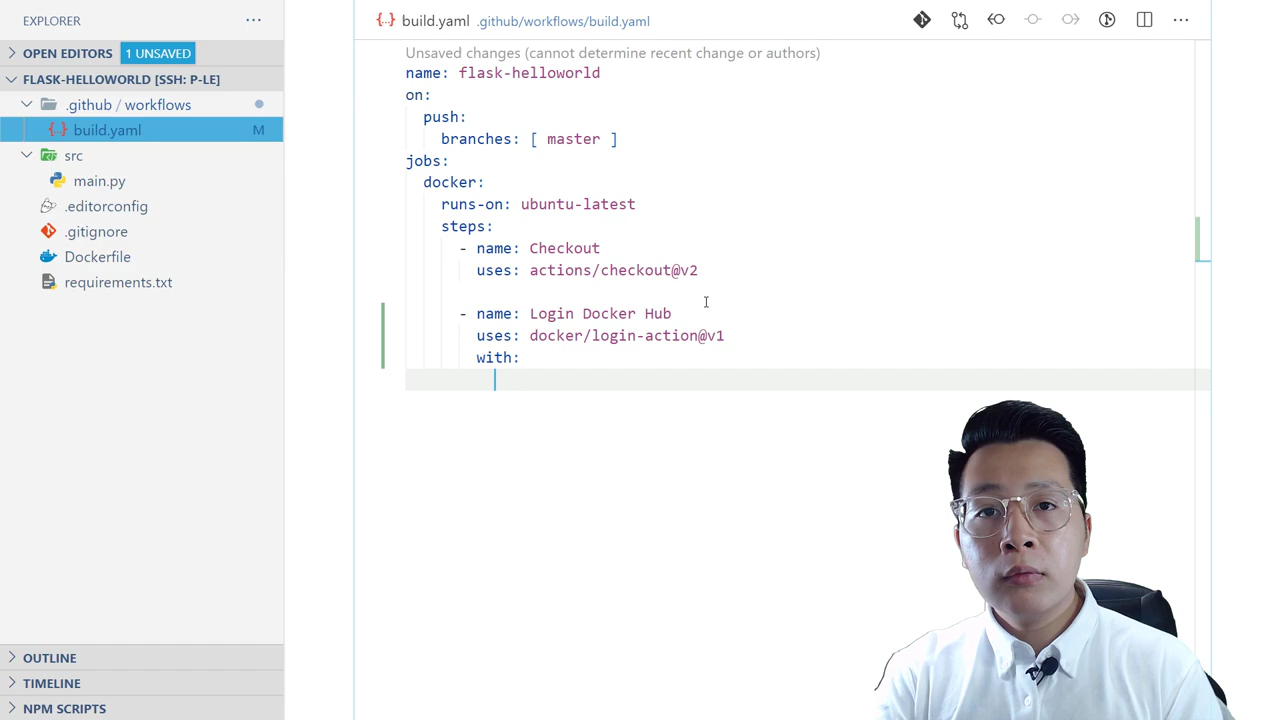 EXPLORER
OPEN EDITORS 1 UNSAVED
FLASK-HELLOWORLD [SSH: P-LE]
.github / workflows
build.yaml M
src
main.py
.editorconfig
.gitignore
Dockerfile
requirements.txt
OUTLINE
TIMELINE
NPM SCRIPTS
build.yaml .github/workflows/build.yaml
Unsaved changes (cannot determine recent change or authors)
name: flask-helloworld
on:
push:
branches: [ master ]
jobs:
docker:
runs-on: ubuntu-latest
steps:
- name: Checkout
uses: actions/checkout@v2
- name: Login Docker Hub
uses: docker/login-action@v1
with: